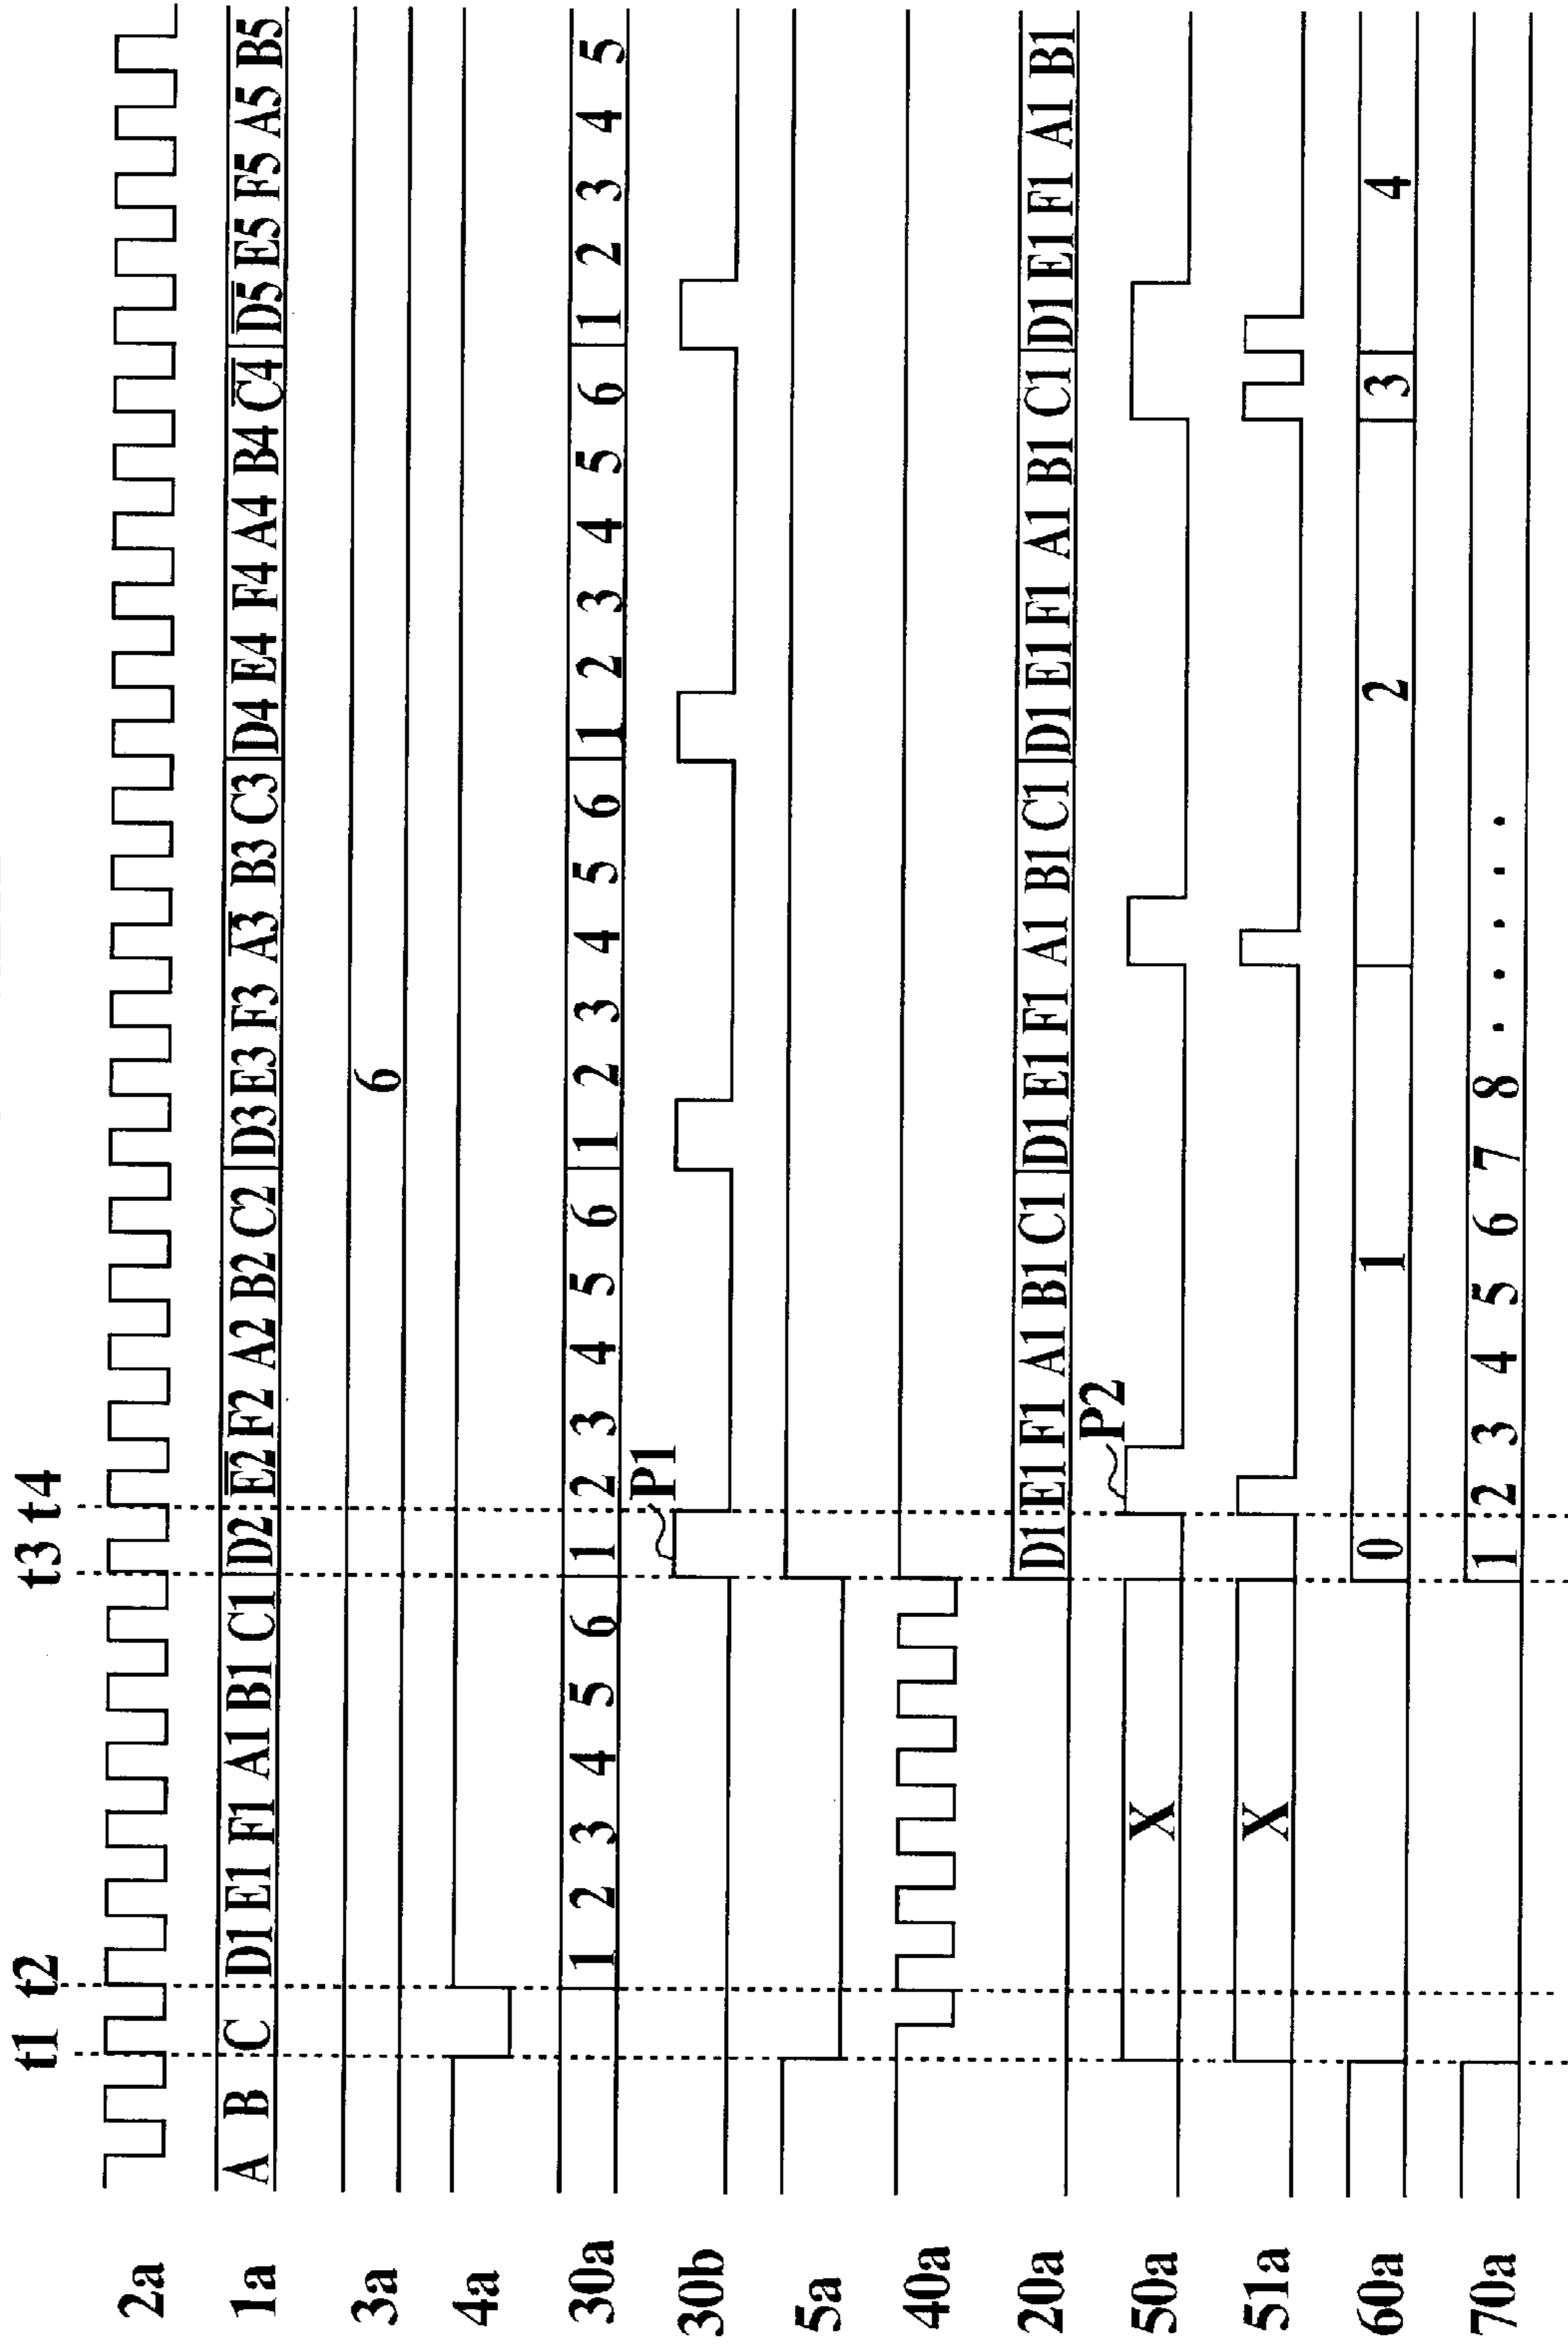 t1 t2 t3 t4
2a
1a A B C D1 E1 F1 A1 B1 C1 D2 E̅2̅ F2 A2 B2 C2 D3 E3 F3 A̅3̅ B3 C3 D4 E4 F4 A4 B4 C̅4̅ D̅5̅ E5 F5 A5 B5
3a 6
4a
30a 1 2 3 4 5 6 1 2 3 4 5 6 1 2 3 4 5 6 1 2 3 4 5 6 1 2 3 4 5
30b P1
5a
40a
20a D1 E1 F1 A1 B1 C1 D1 E1 F1 A1 B1 C1 D1 E1 F1 A1 B1 C1 D1 E1 F1 A1 B1
50a X P2
51a X
60a 0 1 2 3 4
70a 1 2 3 4 5 6 7 8 . . . . .